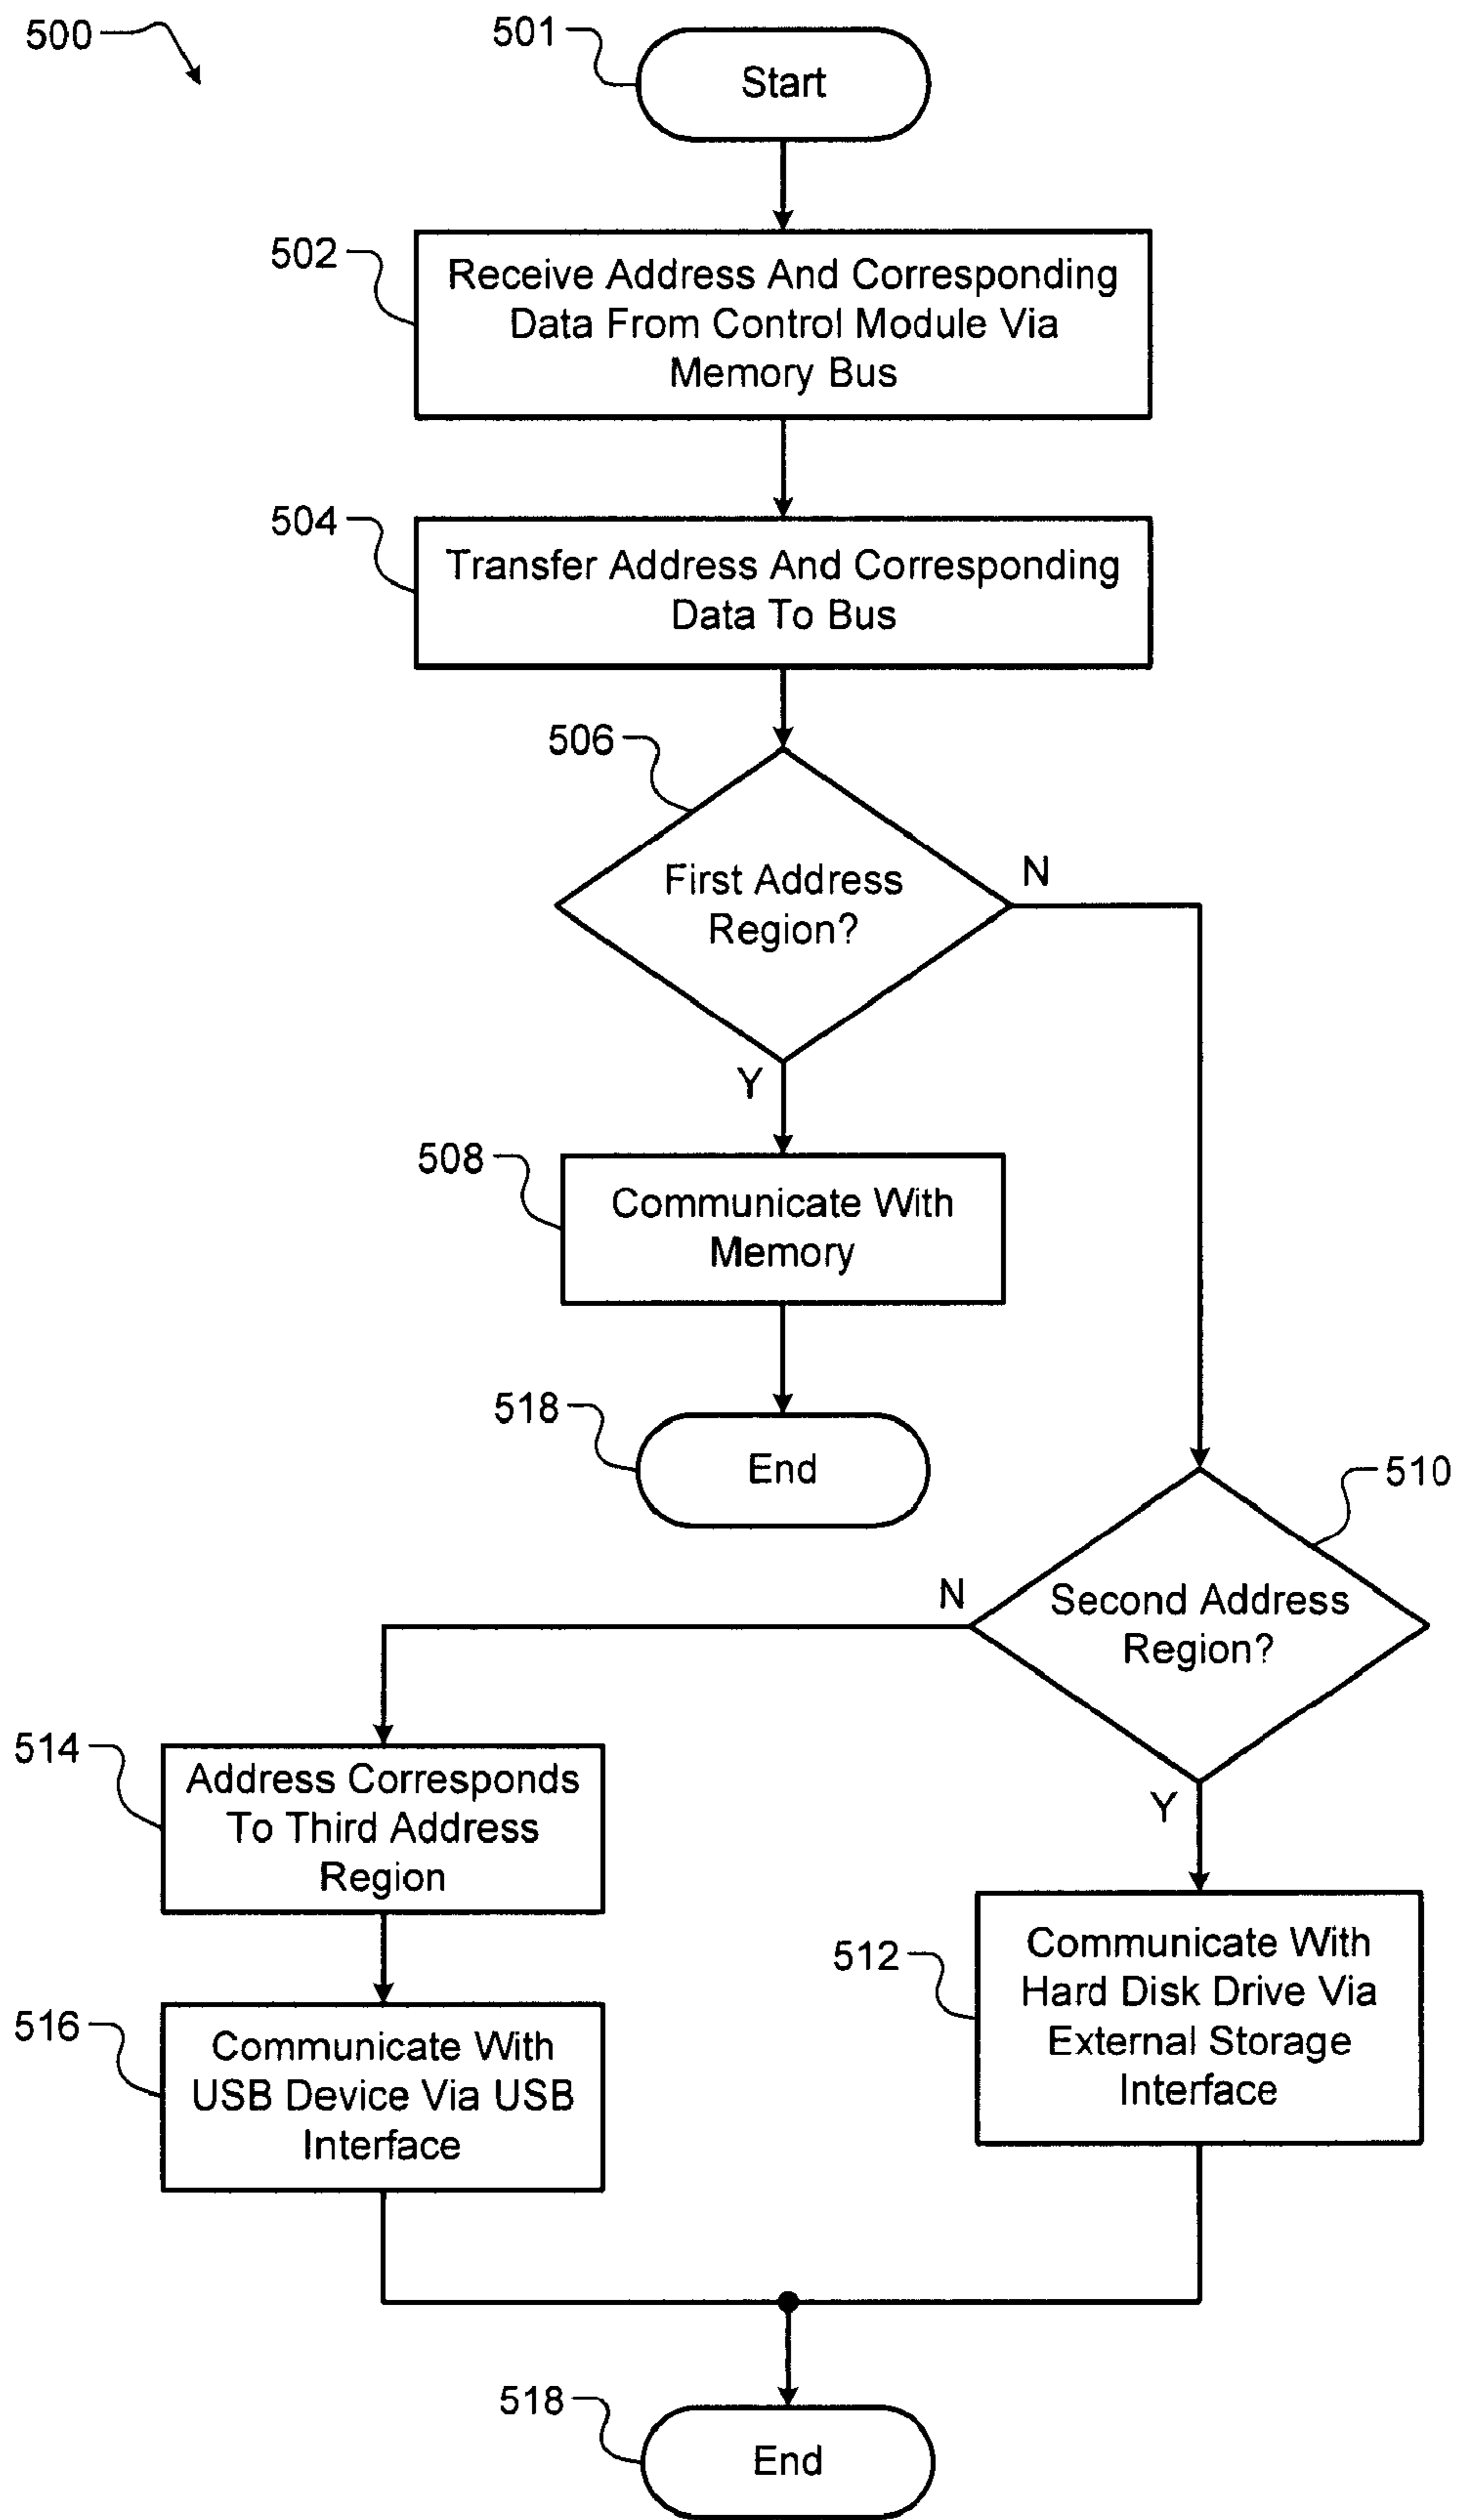 500
501
Start
502
Receive Address And Corresponding
Data From Control Module Via
Memory Bus
504
Transfer Address And Corresponding
Data To Bus
506
First Address
Region?
N
Y
508
Communicate With
Memory
518
End
510
Second Address
Region?
N
Y
514
Address Corresponds
To Third Address
Region
512
Communicate With
Hard Disk Drive Via
External Storage
Interface
516
Communicate With
USB Device Via USB
Interface
518
End